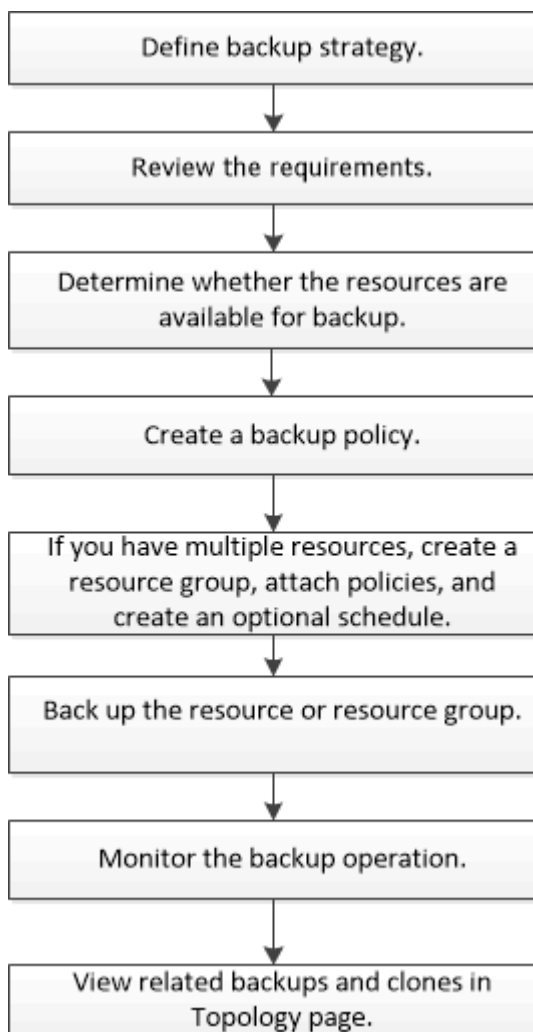 Define backup strategy.
Review the requirements.
Determine whether the resources are
available for backup.
Create a backup policy.
If you have multiple resources, create a
resource group, attach policies, and
create an optional schedule.
Back up the resource or resource group.
Monitor the backup operation.
View related backups and clones in
Topology page.